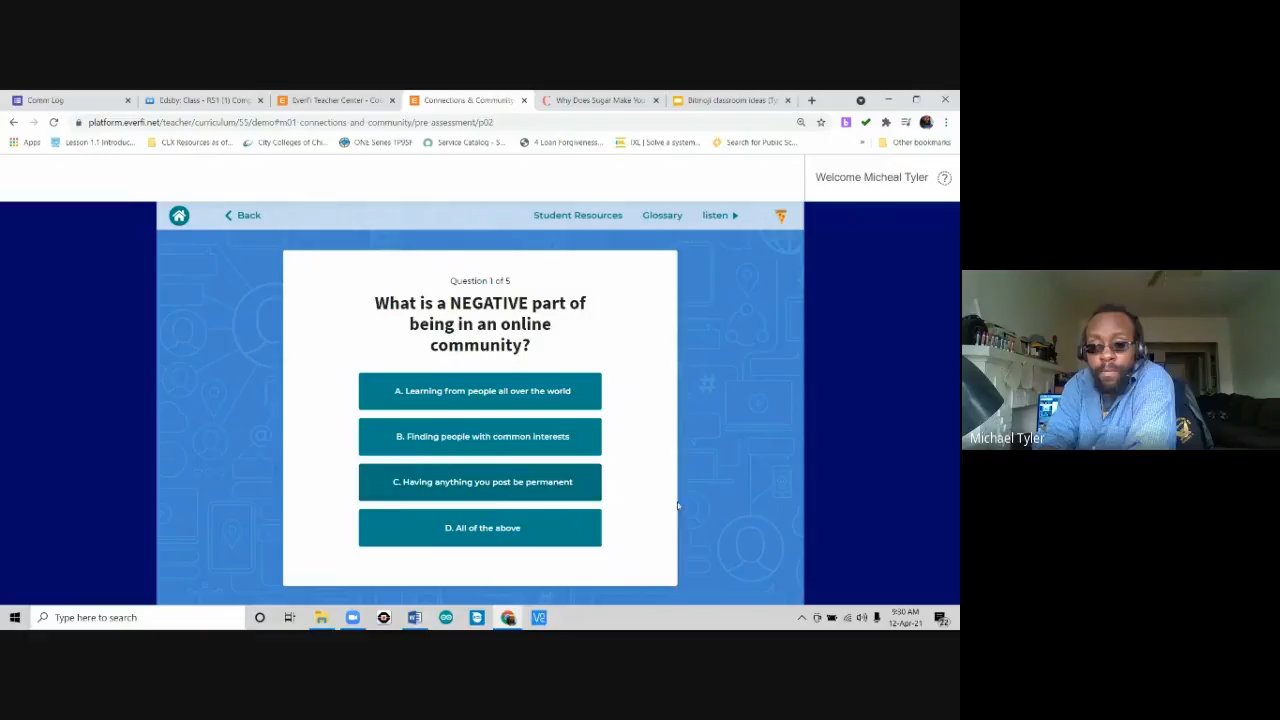 Comm Log
Edsby: Class - RS1 (1) Comp
Everfi Teacher Center - Co
Connections & Community
Why Does Sugar Make You
Bitmoji classroom ideas
platform.everfi.net/teacher/curriculum/55/demo#m01-connections-and-community/pre-assessment/p02
Apps
Lesson 1.1 Introduc...
CLX Resources as of...
City Colleges of Chi...
ONE Series TP95F
Service Catalog - S...
4 Loan Forgiveness...
IXL | Solve a system...
Search for Public Sc...
»
Other bookmarks
Welcome Micheal Tyler
Back
Student Resources
Glossary
listen
Question 1 of 5
What is a NEGATIVE part of
being in an online
community?
A. Learning from people all over the world
B. Finding people with common interests
C. Having anything you post be permanent
D. All of the above
Michael Tyler
Type here to search
9:30 AM
12-Apr-21
22